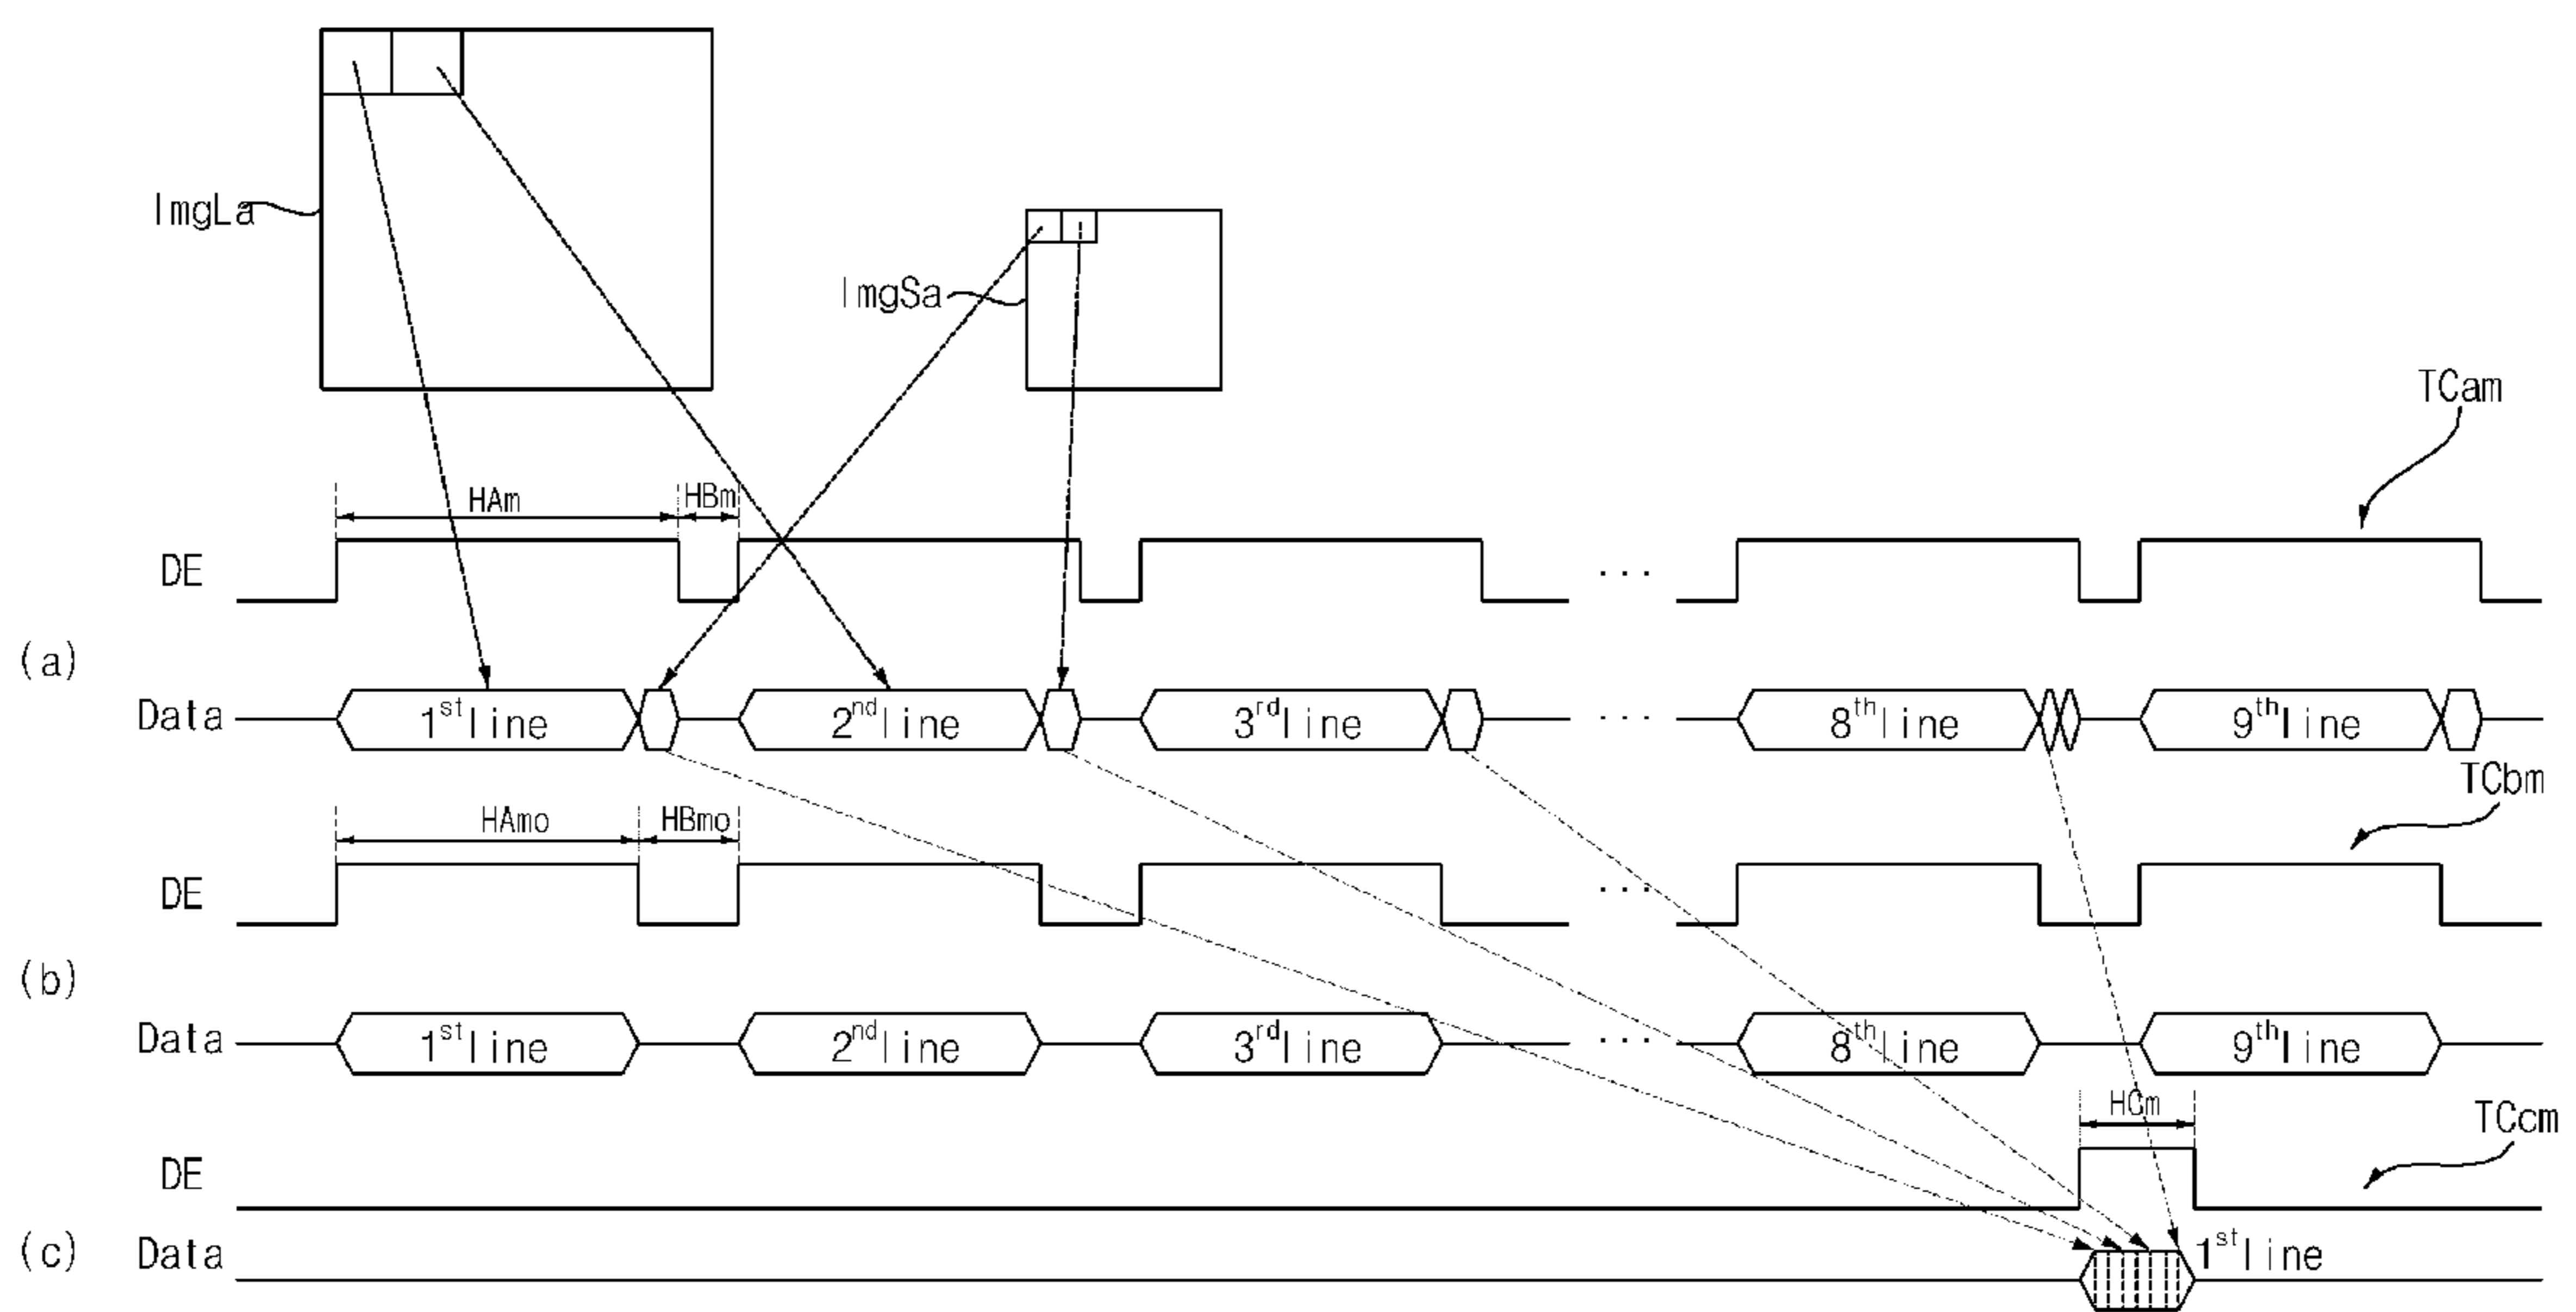 ImgLa
ImgSa
TCam
HAm HBm
DE
(a)
Data 1st line 2nd line 3rd line ... 8th line 9th line
TCbm
HAmo HBmo
DE
(b)
Data 1st line 2nd line 3rd line ... 8th line 9th line
HCm
TCcm
DE
(c) Data 1st line